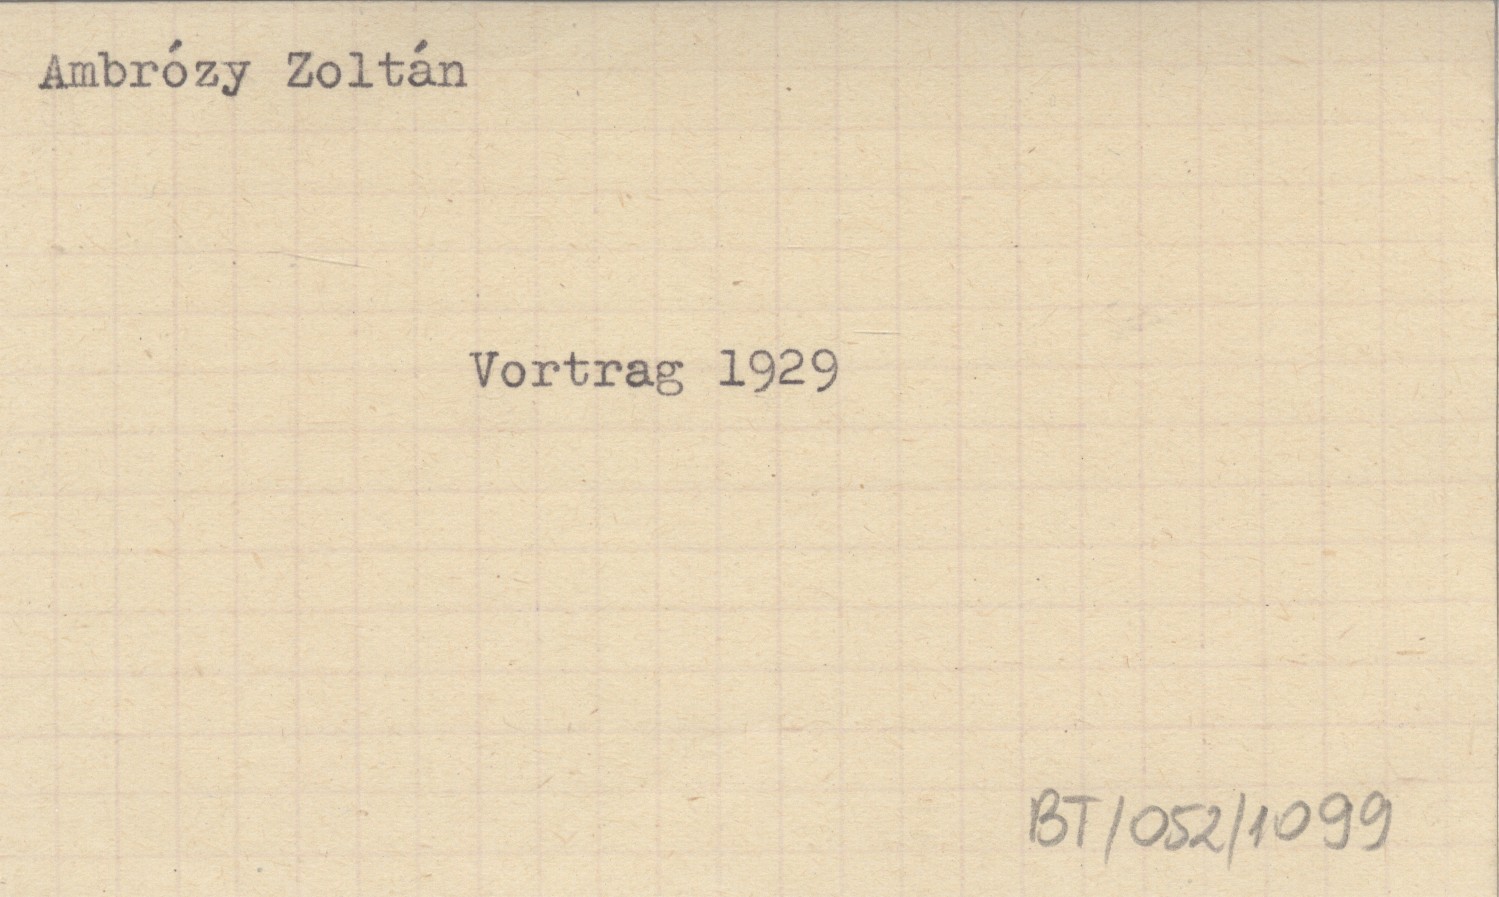 Ambrózy Zoltán
Vortrag 1929
BT/052/1099